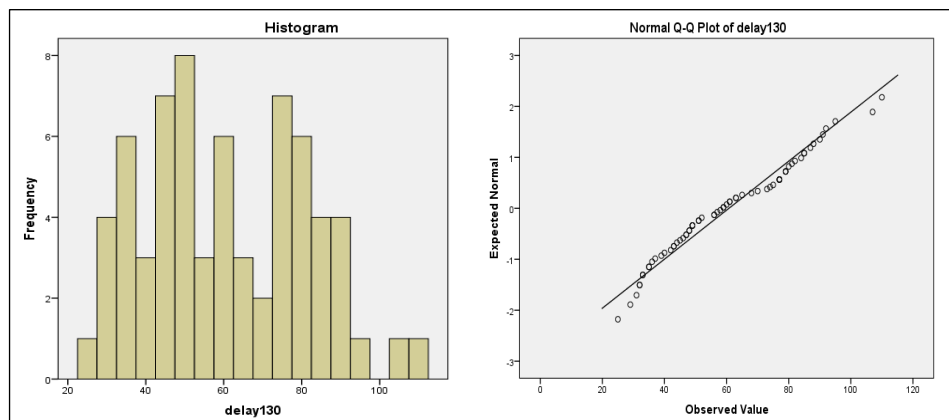 Histogram
8
6
4
2
0
Frequency
20 40 60 80 100
delay130
Normal Q-Q Plot of delay130
3
2
1
0
-1
-2
-3
Expected Normal
0 20 40 60 80 100 120
Observed Value